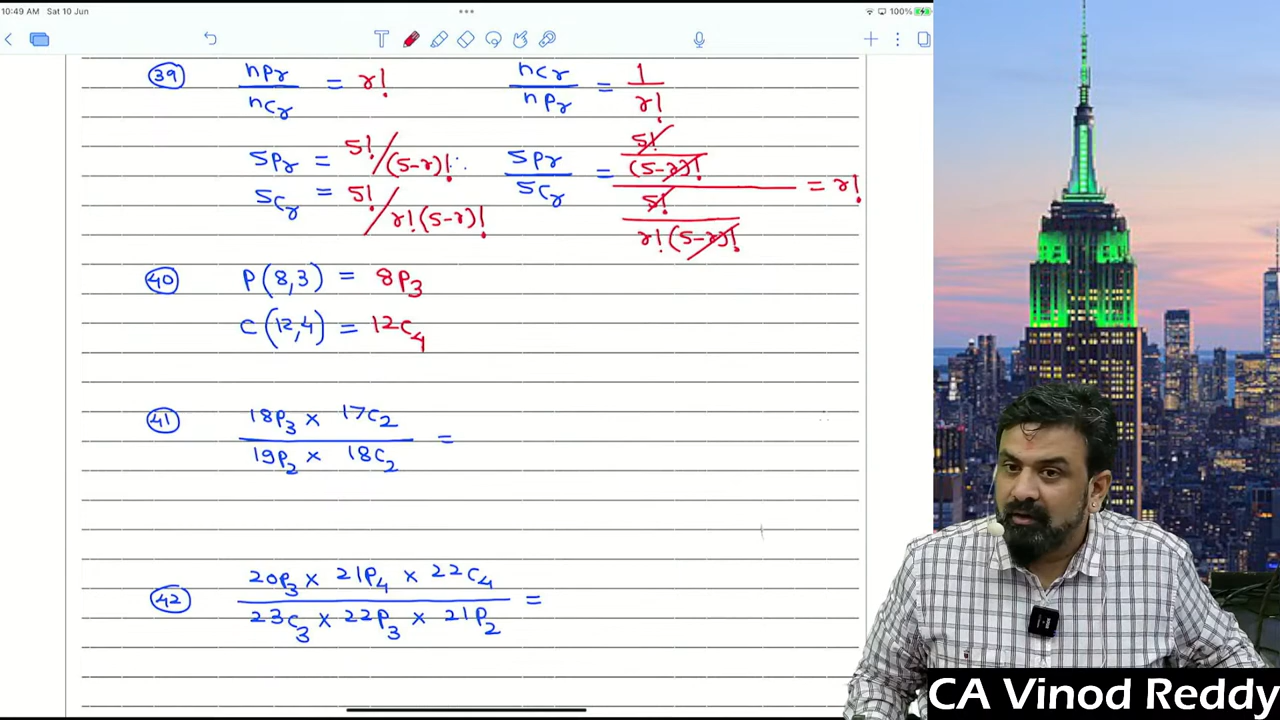 10:49 AM Sat 10 Jun
100%
T
39 nPr / nCr = r! nCr / nPr = 1 / r!
5Pr = 5! / (5-r)! ∴ 5Pr / 5Cr = 5! / (5-r)! / 5! / r!(5-r)! = r!
5Cr = 5! / r!(5-r)!
40 P(8,3) = 8P3
C(12,4) = 12C4
41 18P3 × 17C2 / 19P2 × 18C2 =
42 20P3 × 21P4 × 22C4 / 23C3 × 22P3 × 21P2 =
CA Vinod Reddy